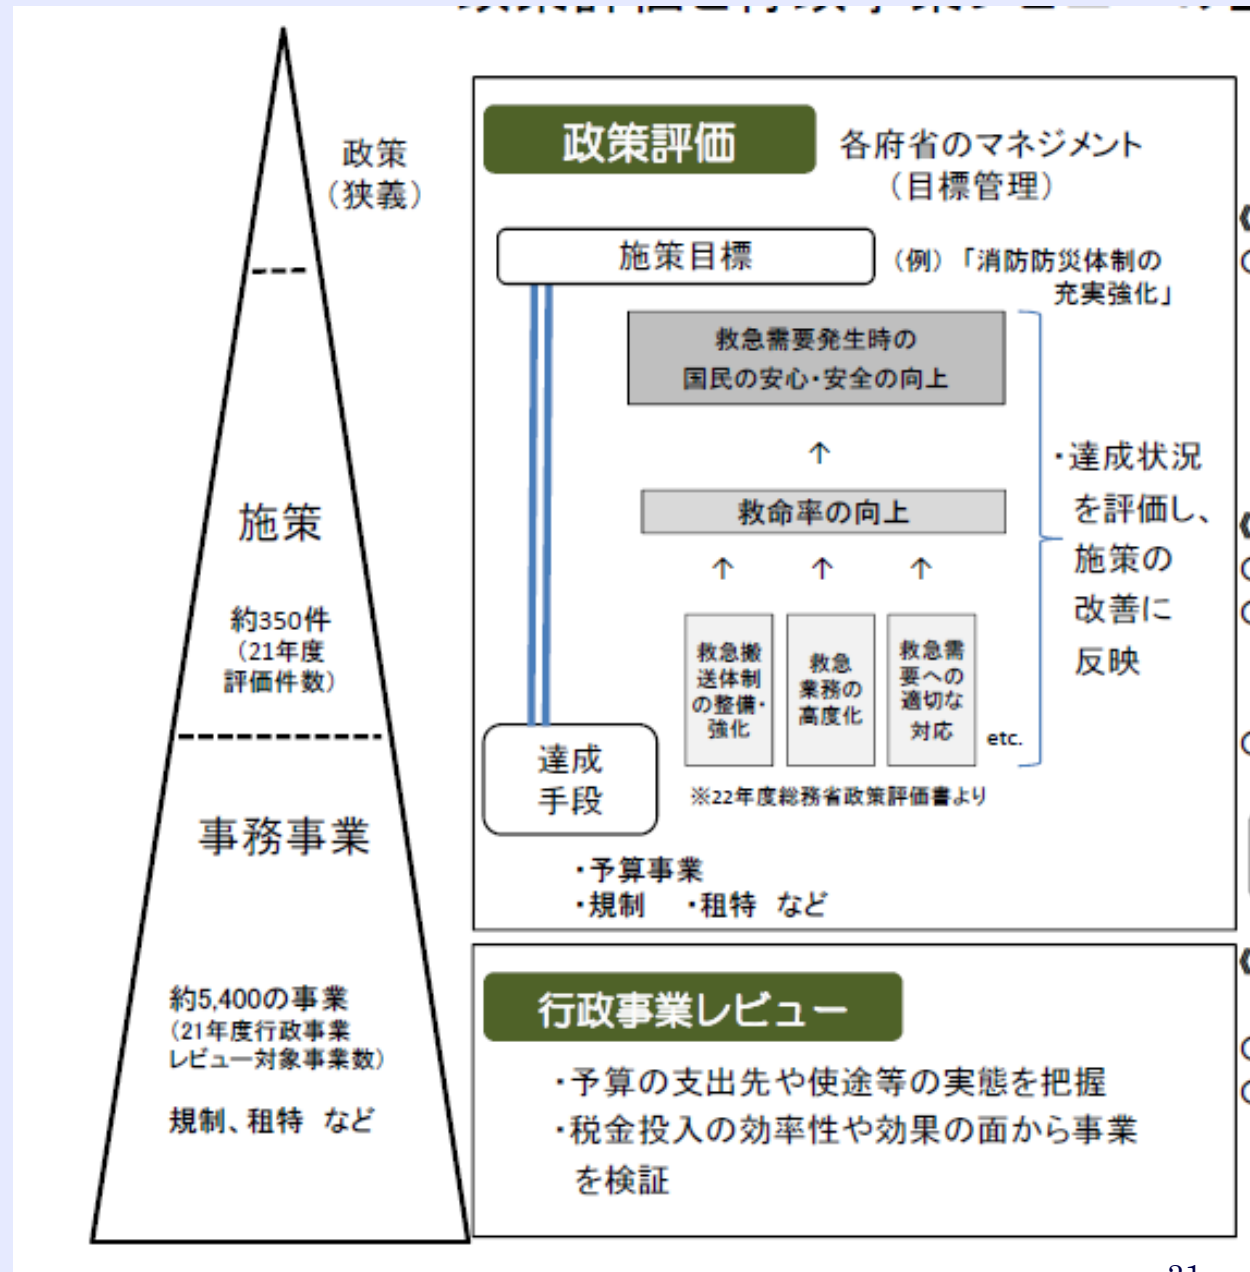 政策
（狭義）
施策
約350件
（21年度
評価件数）
事務事業
約5,400の事業
（21年度行政事業
レビュー対象事業数）
規制、租特 など
政策評価
各府省のマネジメント
（目標管理）
施策目標
（例）「消防防災体制の
充実強化」
救急需要発生時の
国民の安心・安全の向上
↑
救命率の向上
↑ ↑ ↑
救急搬
送体制
の整備・
強化
救急
業務の
高度化
救急需
要への
適切な
対応
etc.
・達成状況
を評価し、
施策の
改善に
反映
達成
手段
※22年度総務省政策評価書より
・予算事業
・規制 ・租特 など
行政事業レビュー
・予算の支出先や使途等の実態を把握
・税金投入の効率性や効果の面から事業
を検証